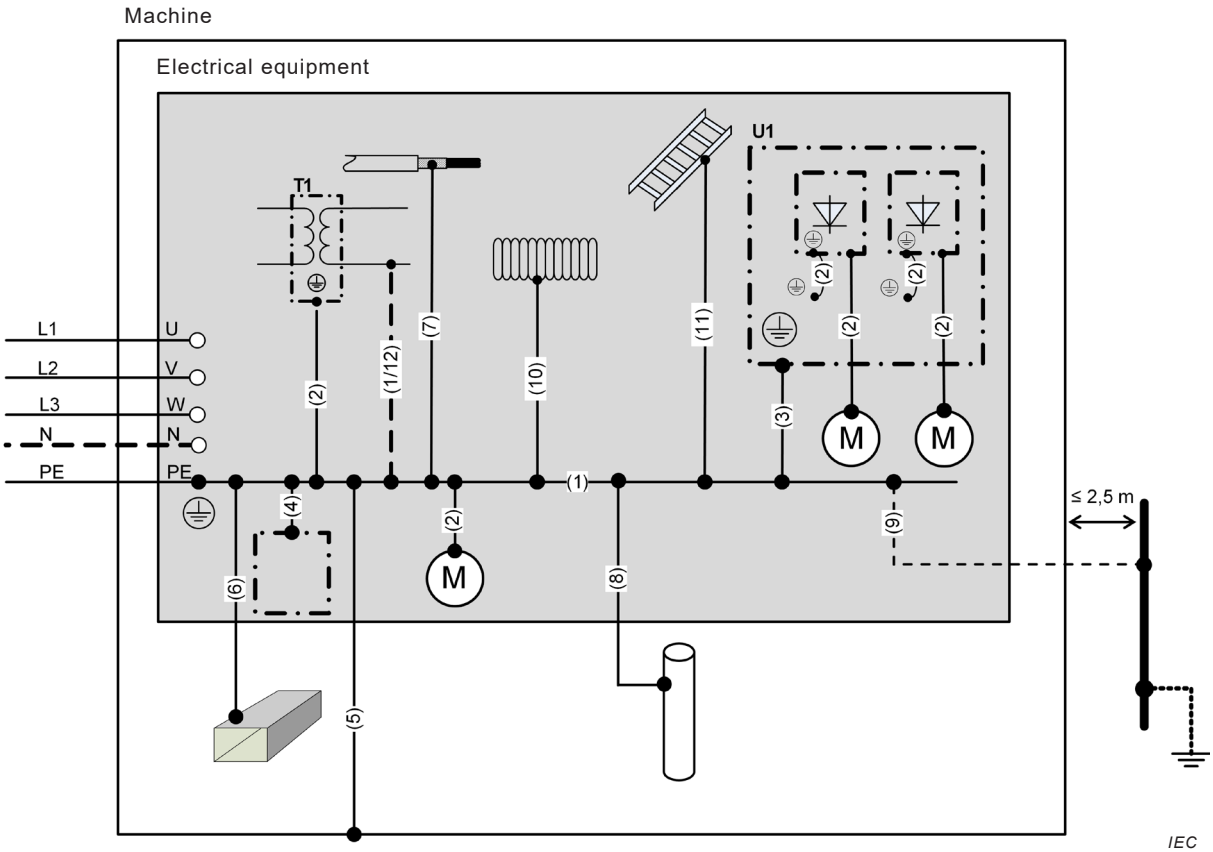 Machine
Electrical equipment
U1
T1
(2)
(2)
(7)
(11)
(2)
(2)
L1
U
(1/12)
L2
V
(2)
(10)
(3)
L3
W
M
M
N
N
PE
PE
(1)
(4)
(2)
(9)
≤ 2,5 m
(6)
M
(8)
(5)
IEC